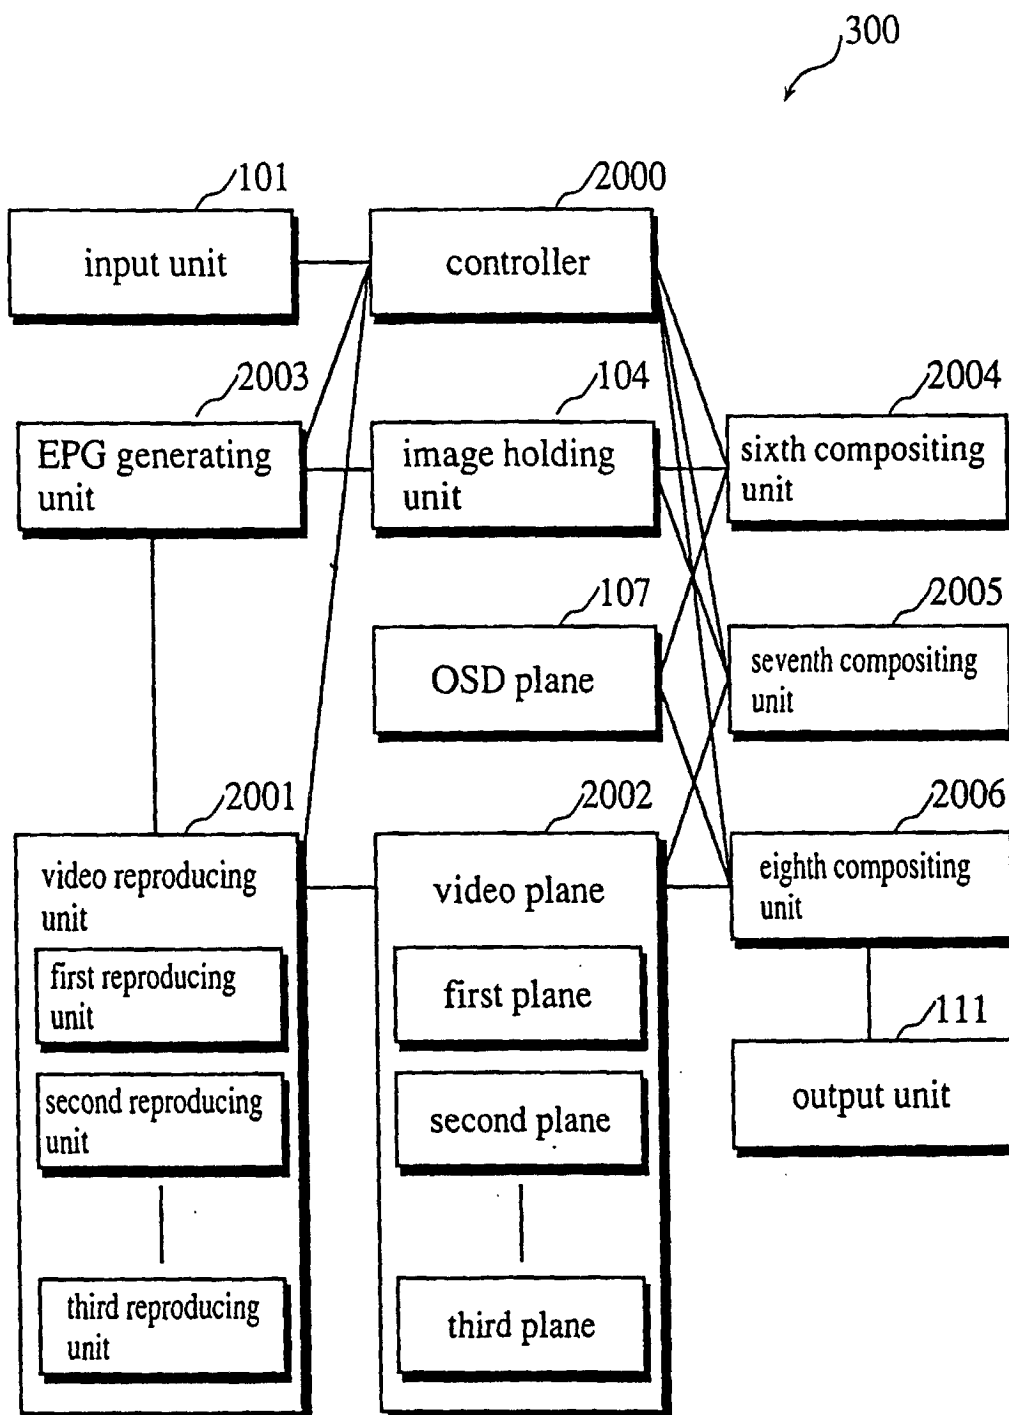 300
101
input unit
2000
controller
2003
EPG generating
unit
104
image holding
unit
2004
sixth compositing
unit
107
OSD plane
2005
seventh compositing
unit
2001
video reproducing
unit
first reproducing
unit
second reproducing
unit
third reproducing
unit
2002
video plane
first plane
second plane
third plane
2006
eighth compositing
unit
111
output unit